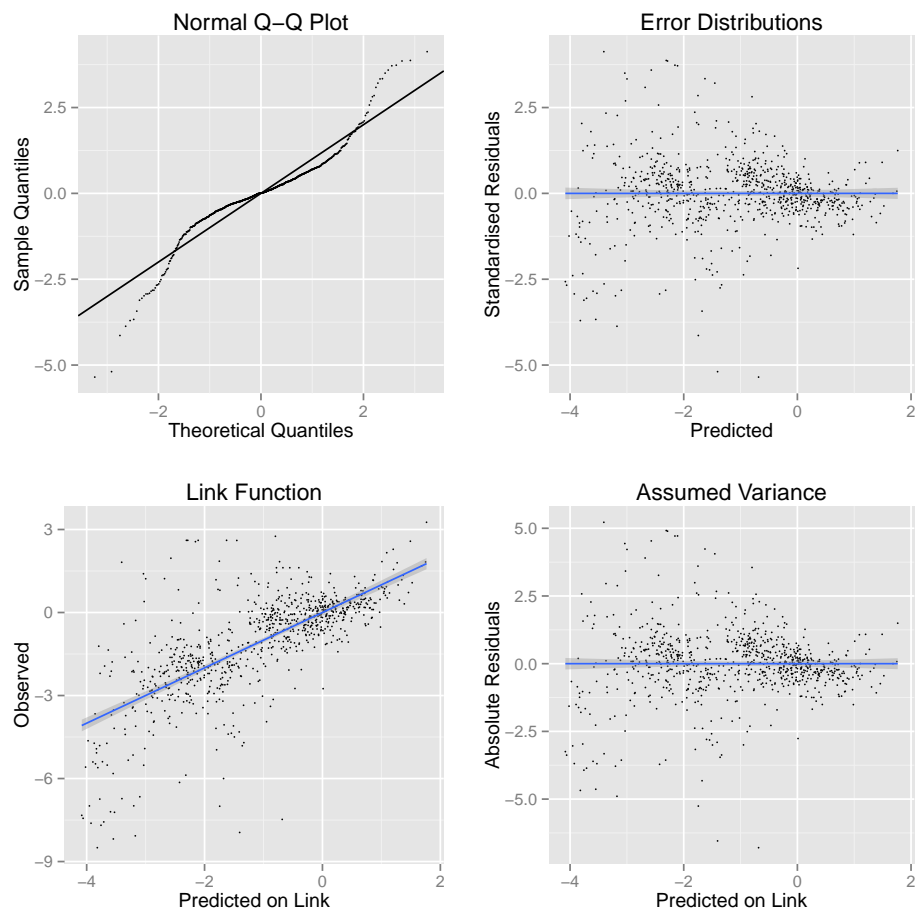 Normal Q−Q Plot
2.5
0.0
−2.5
−5.0
−2
0
2
Sample Quantiles
Theoretical Quantiles
Error Distributions
2.5
0.0
−2.5
−5.0
−4
−2
0
2
Standardised Residuals
Predicted
Link Function
3
0
−3
−6
−9
−4
−2
0
2
Observed
Predicted on Link
Assumed Variance
5.0
2.5
0.0
−2.5
−5.0
−4
−2
0
2
Absolute Residuals
Predicted on Link